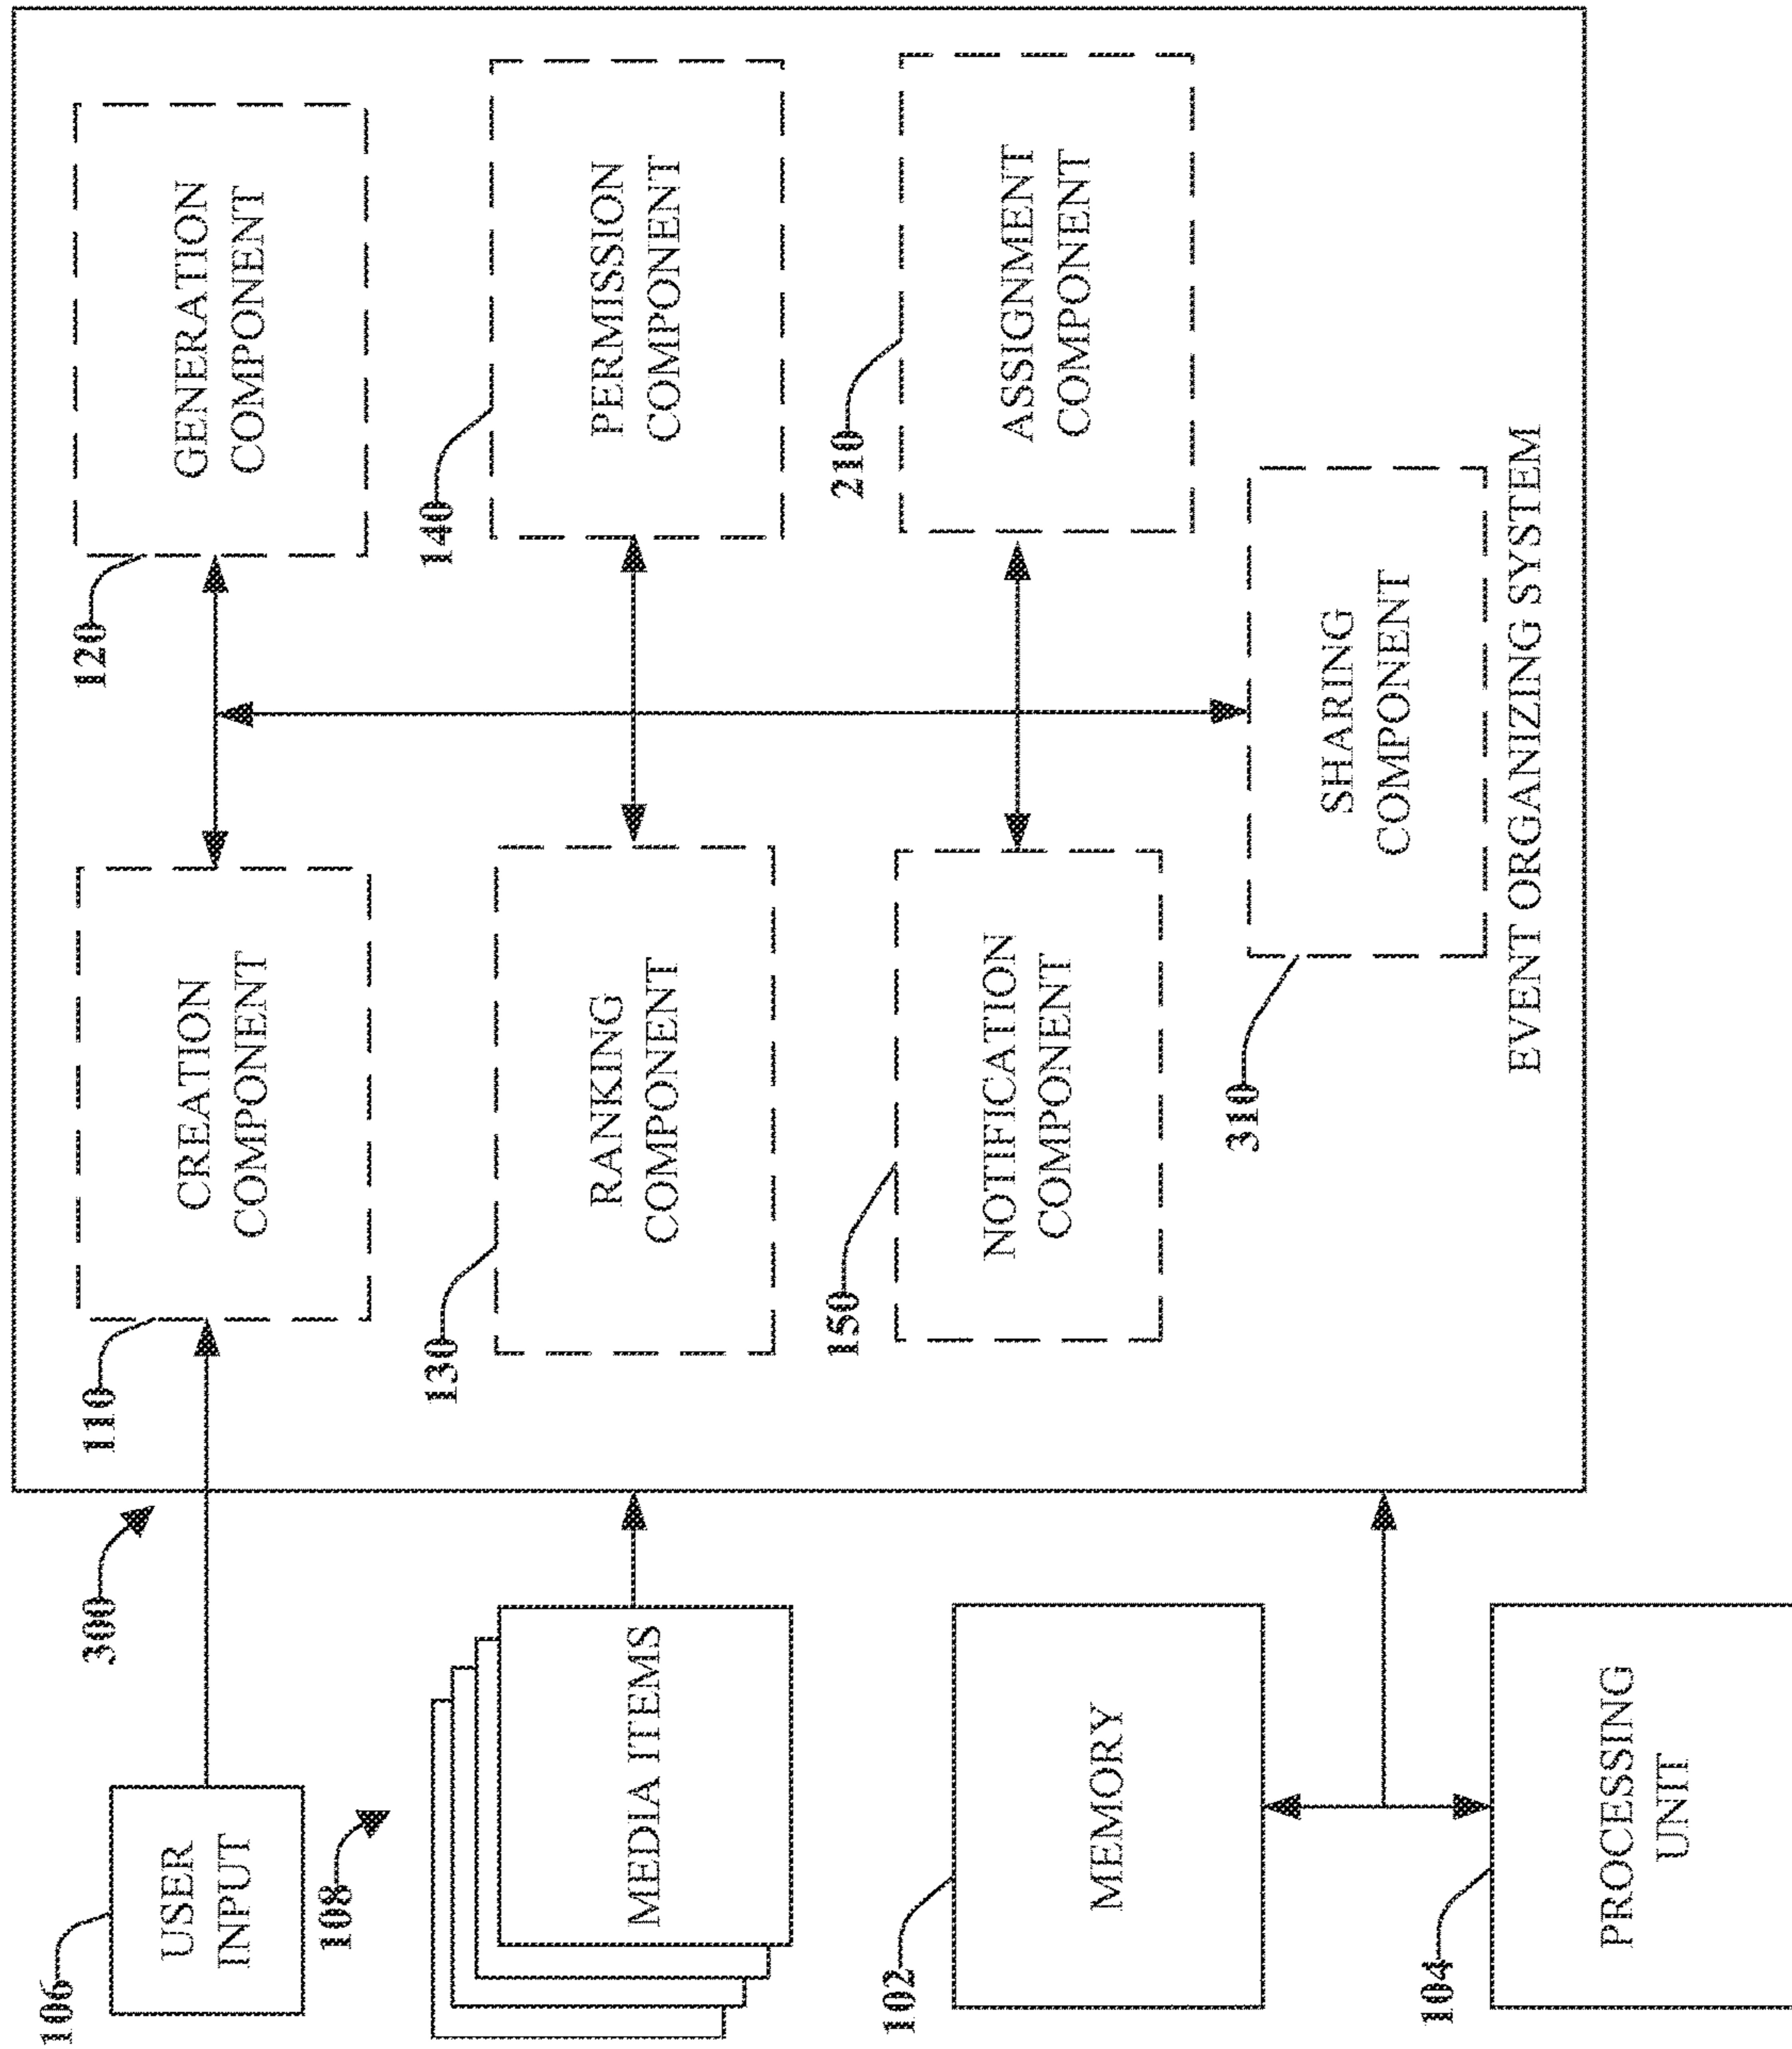 106
USER
INPUT
300
110
CREATION
COMPONENT
120
GENERATION
COMPONENT
108
MEDIA ITEMS
130
RANKING
COMPONENT
140
PERMISSION
COMPONENT
102
MEMORY
150
NOTIFICATION
COMPONENT
210
ASSIGNMENT
COMPONENT
104
PROCESSING
UNIT
310
SHARING
COMPONENT
EVENT ORGANIZING SYSTEM